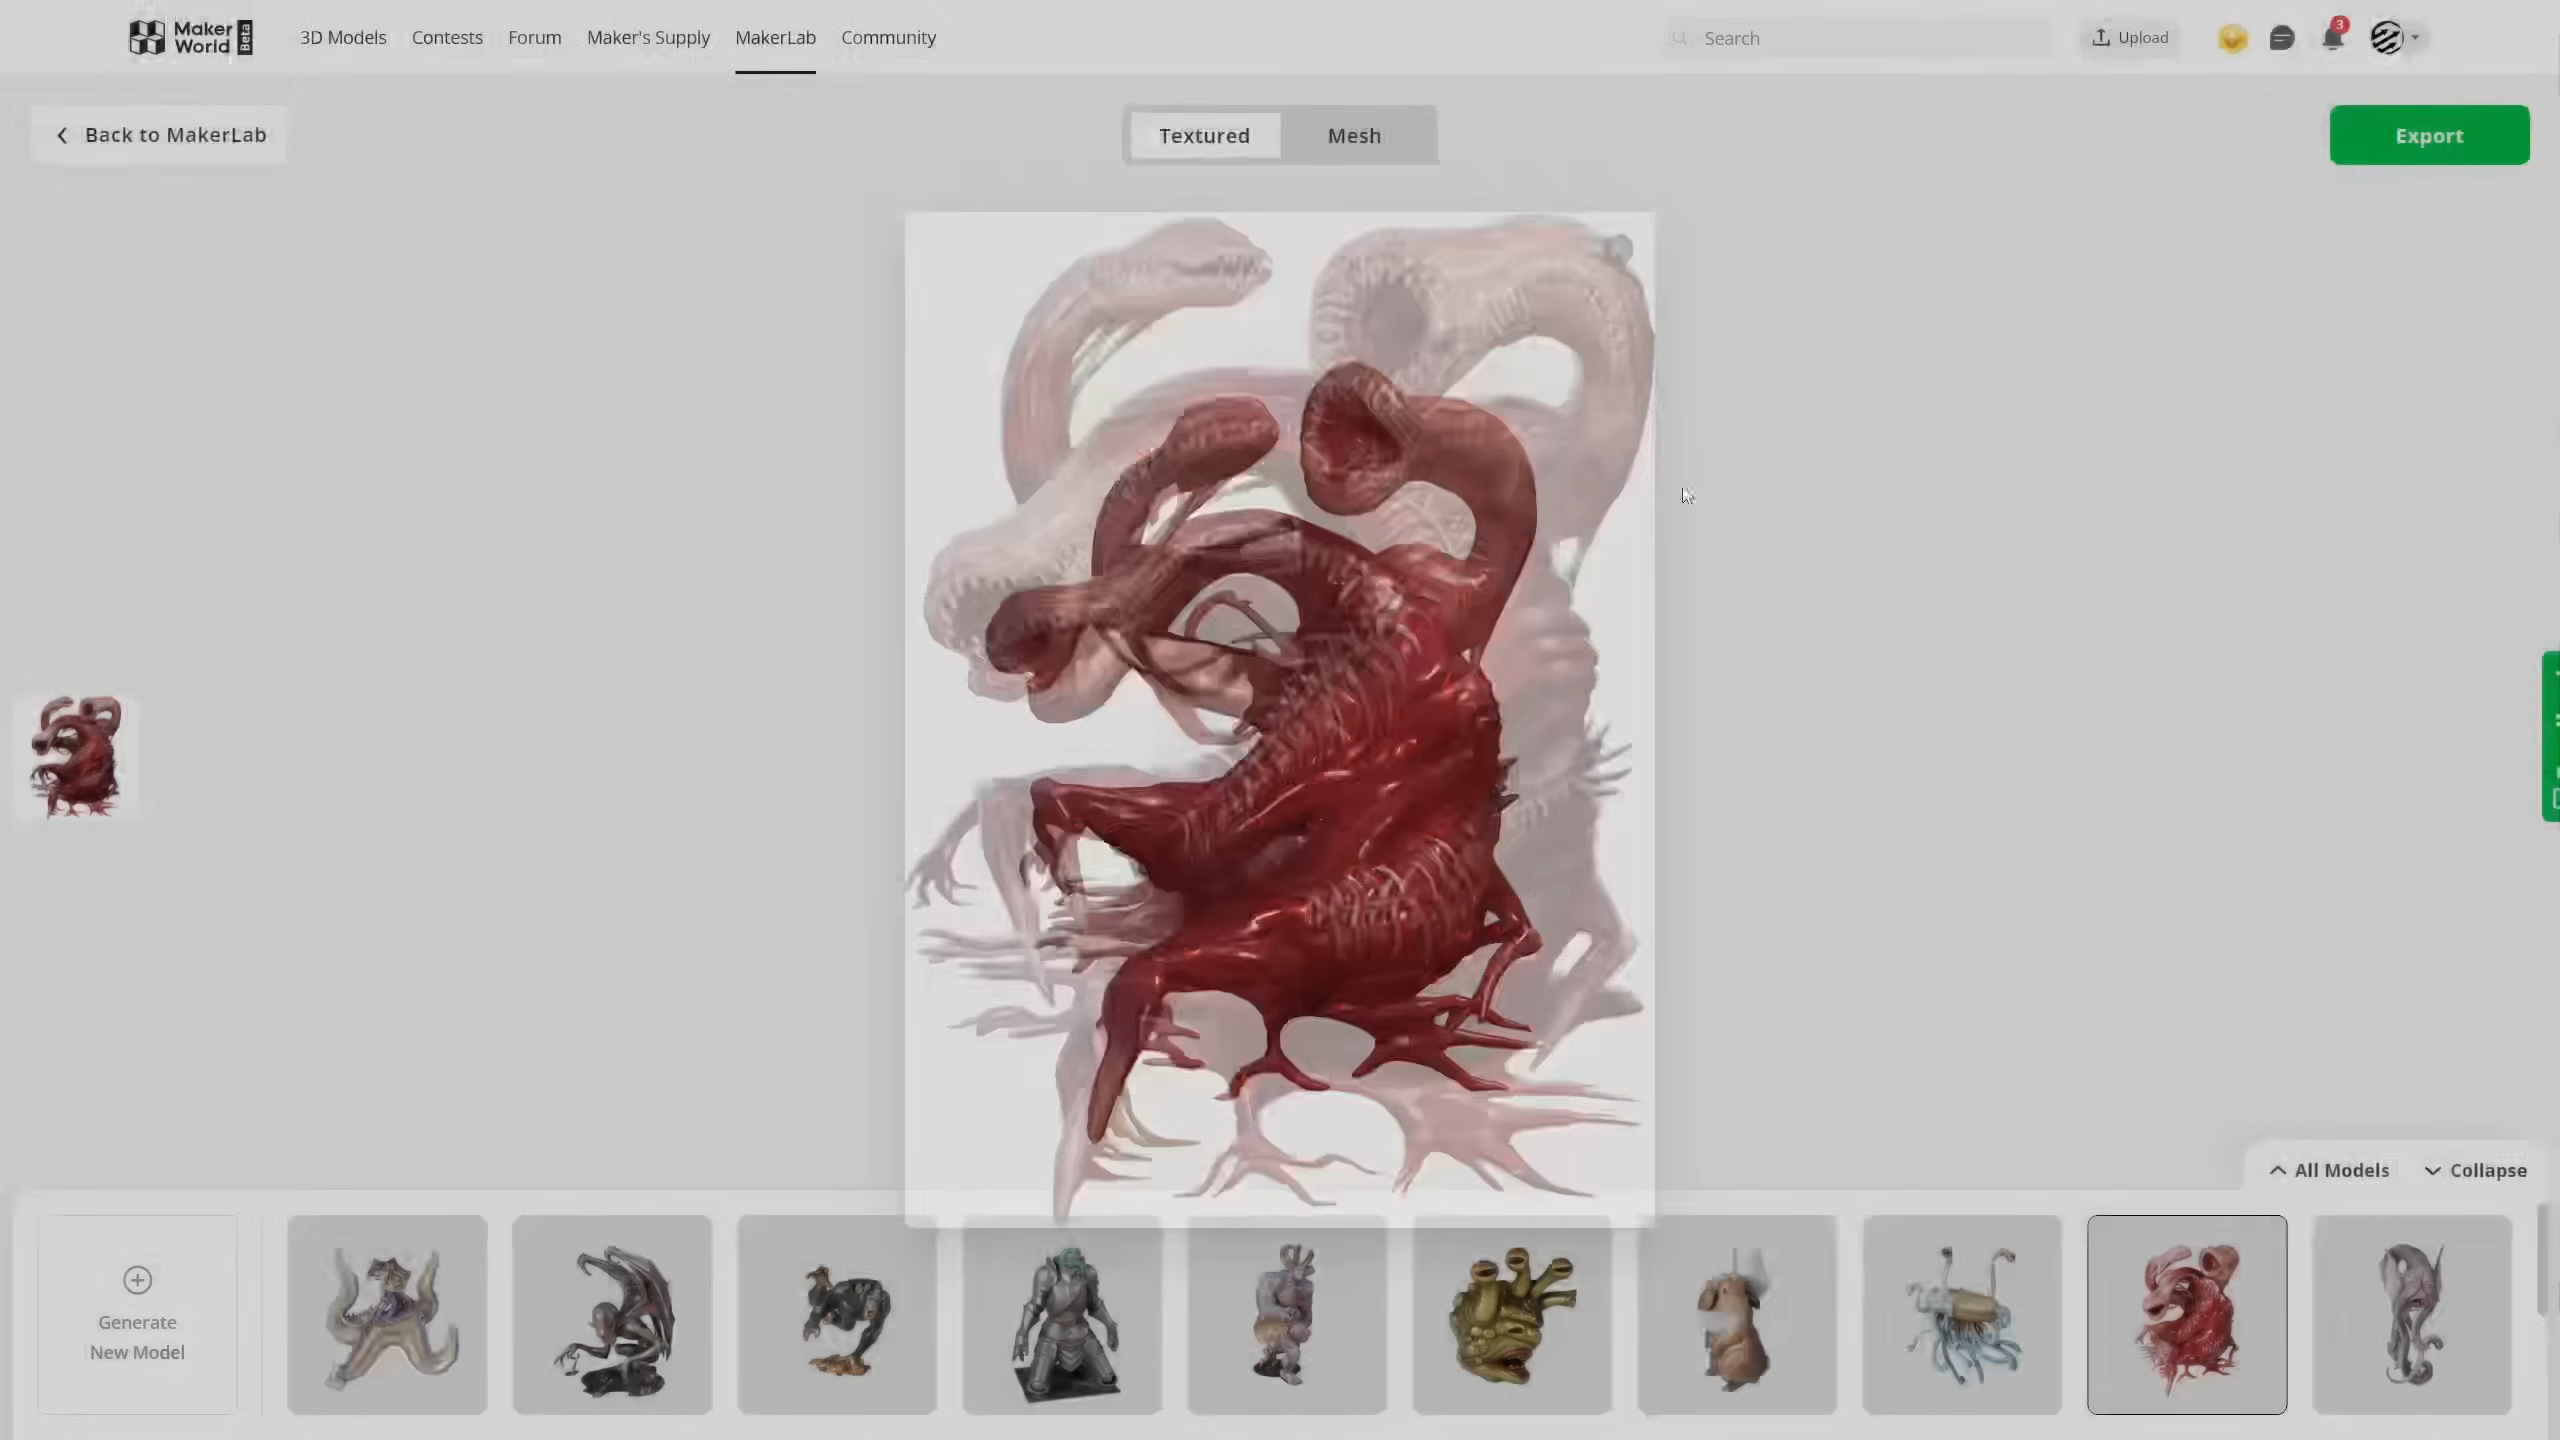 Maker World Beta
3D Models Contests Forum Maker's Supply MakerLab Community
Search
Upload
3
Back to MakerLab
Textured Mesh
Export
All Models Collapse
Generate
New Model